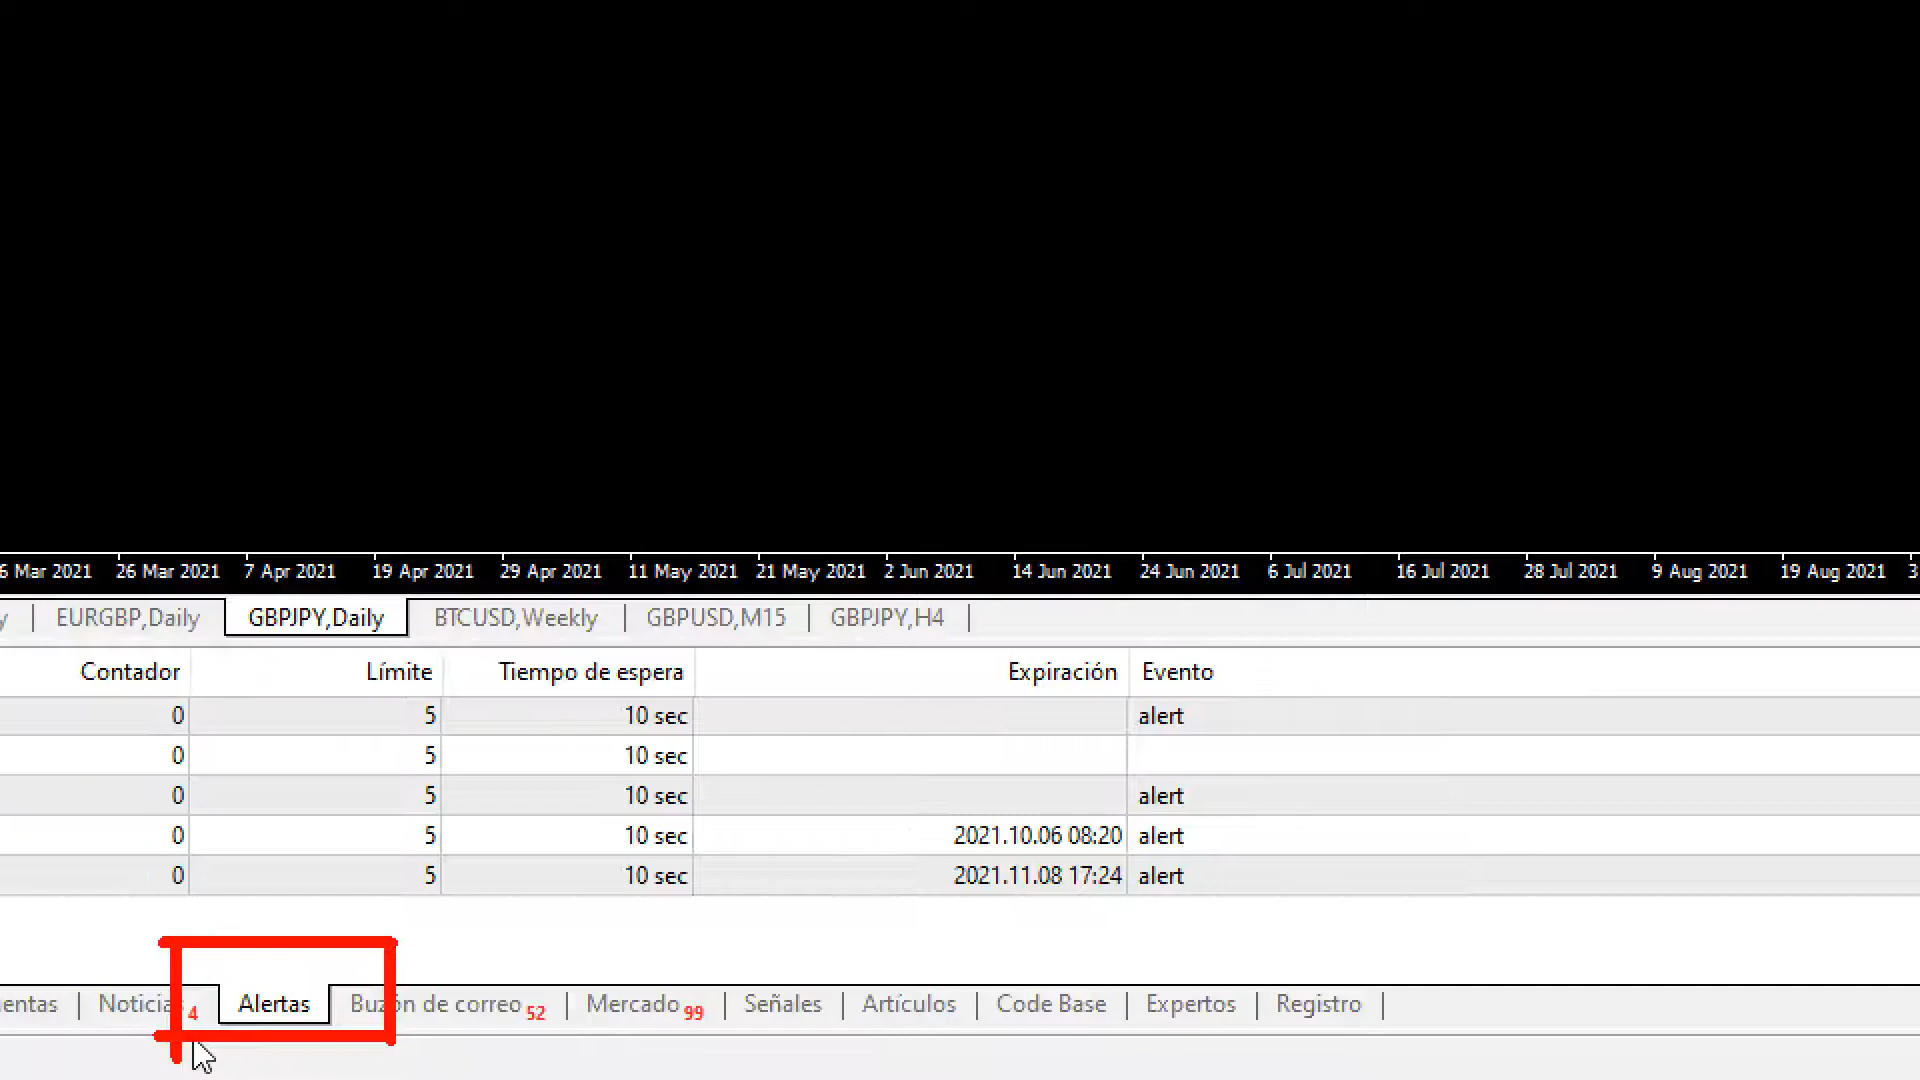 6 Mar 2021 26 Mar 2021 7 Apr 2021 19 Apr 2021 29 Apr 2021 11 May 2021 21 May 2021 2 Jun 2021 14 Jun 2021 24 Jun 2021 6 Jul 2021 16 Jul 2021 28 Jul 2021 9 Aug 2021 19 Aug 2021 3
y | EURGBP,Daily GBPJPY,Daily BTCUSD,Weekly | GBPUSD,M15 | GBPJPY,H4 |
Contador Límite Tiempo de espera Expiración Evento
0 5 10 sec alert
0 5 10 sec
0 5 10 sec alert
0 5 10 sec 2021.10.06 08:20 alert
0 5 10 sec 2021.11.08 17:24 alert
entas | Noticias 4 Alertas Buzón de correo 52 | Mercado 99 | Señales | Artículos | Code Base | Expertos | Registro |